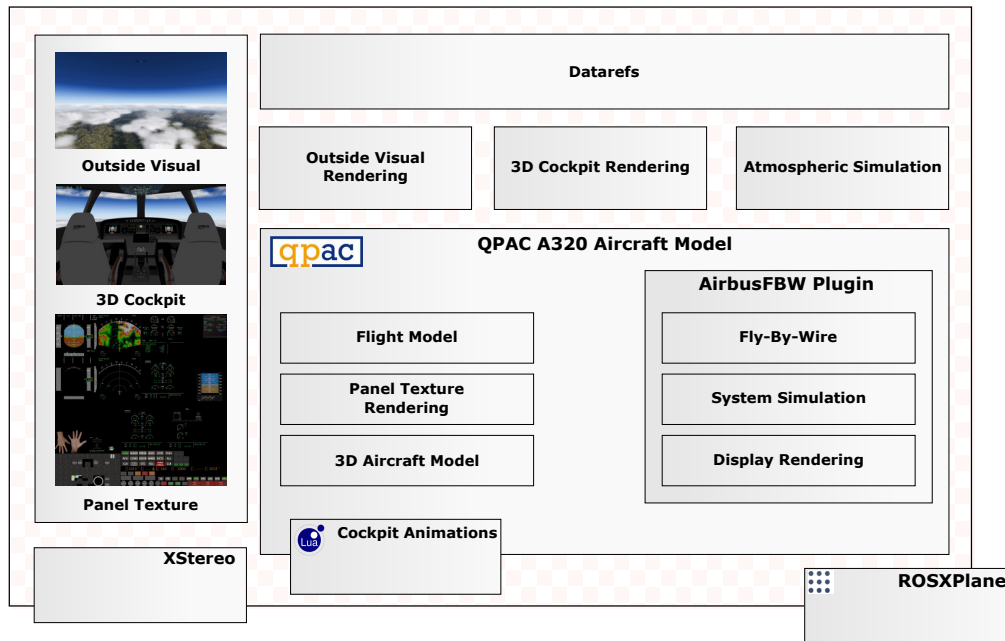 Outside Visual
3D Cockpit
Panel Texture
Datarefs
Outside Visual
Rendering
3D Cockpit Rendering
Atmospheric Simulation
qpac
QPAC A320 Aircraft Model
Flight Model
Panel Texture
Rendering
3D Aircraft Model
AirbusFBW Plugin
Fly-By-Wire
System Simulation
Display Rendering
Lua
Cockpit Animations
XStereo
ROSXPlane